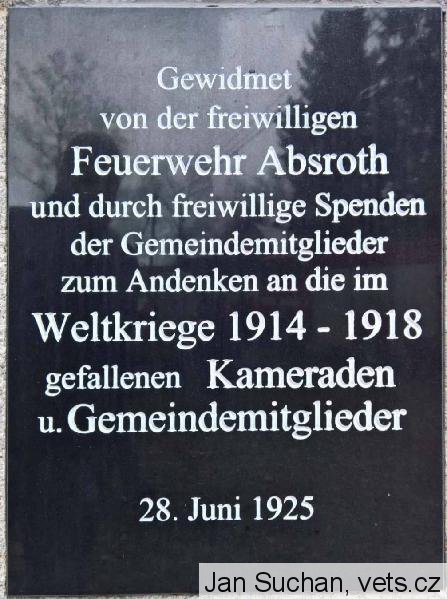 Gewidmet
von der freiwilligen
Feuerwehr Absroth
und durch freiwillige Spenden
der Gemeindemitglieder
zum Andenken an die im
Weltkriege 1914 - 1918
gefallenen Kameraden
u. Gemeindemitglieder
28. Juni 1925
Jan Suchan, vets.cz